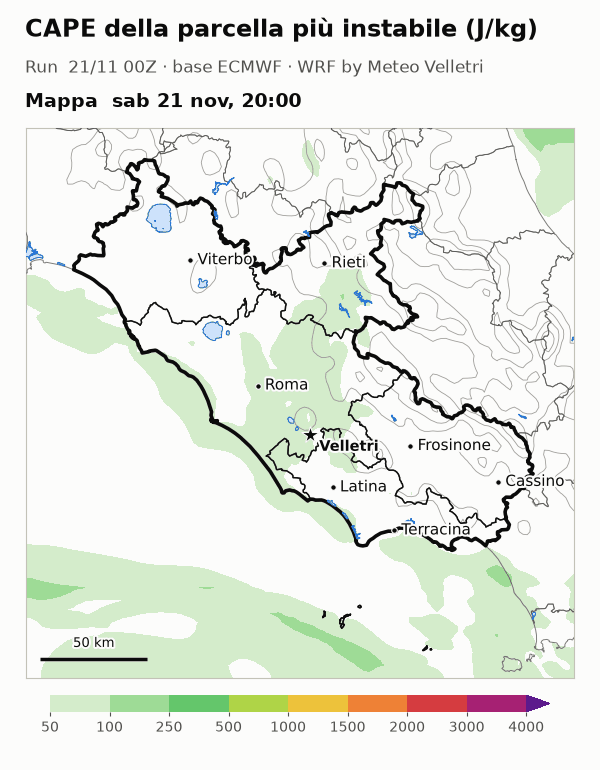 CAPE della parcella più instabile (J/kg)
Run  21/11 00Z · base ECMWF · WRF by Meteo Velletri
Mappa  sab 21 nov, 20:00
Viterbo
Rieti
Roma
Velletri
Frosinone
Latina
Cassino
Terracina
50 km
50 100 250 500 1000 1500 2000 3000 4000